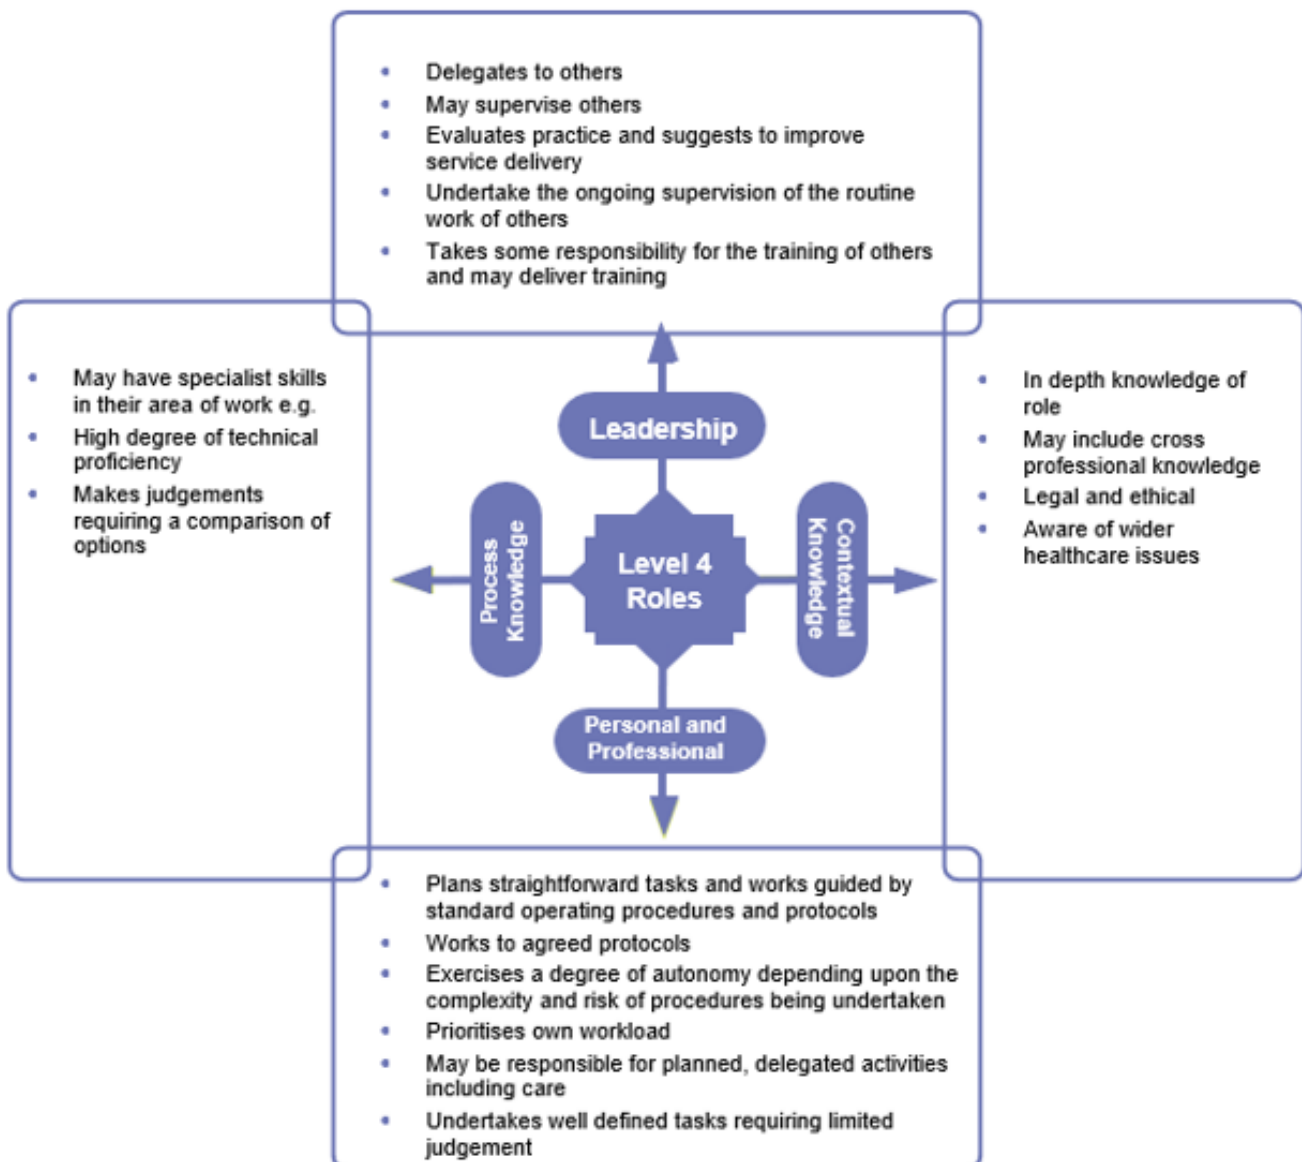 • Delegates to others
• May supervise others
• Evaluates practice and suggests to improve
service delivery
• Undertake the ongoing supervision of the routine
work of others
• Takes some responsibility for the training of others
and may deliver training
• May have specialist skills
in their area of work e.g.
• High degree of technical
proficiency
• Makes judgements
requiring a comparison of
options
Leadership
Process
Knowledge
Level 4
Roles
Contextual
Knowledge
Personal and
Professional
• In depth knowledge of
role
• May include cross
professional knowledge
• Legal and ethical
• Aware of wider
healthcare issues
• Plans straightforward tasks and works guided by
standard operating procedures and protocols
• Works to agreed protocols
• Exercises a degree of autonomy depending upon the
complexity and risk of procedures being undertaken
• Prioritises own workload
• May be responsible for planned, delegated activities
including care
• Undertakes well defined tasks requiring limited
judgement